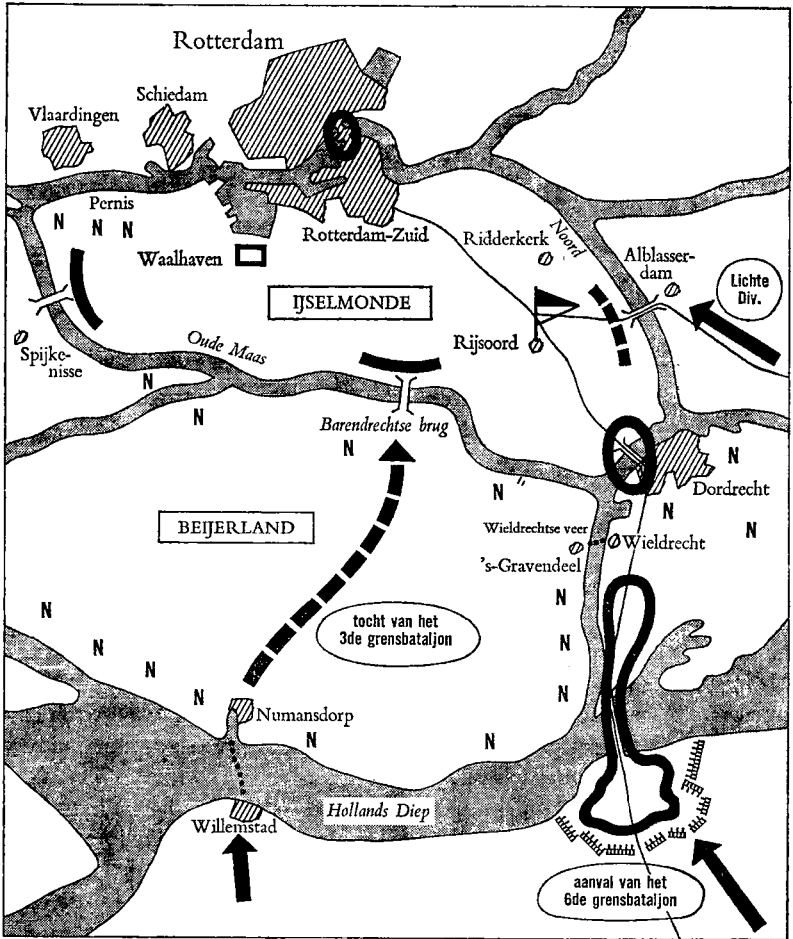 Rotterdam
Schiedam
Vlaardingen
Pernis
N
N N
Waalhaven
Rotterdam-Zuid
Ridderkerk
Noord
Alblasser-
dam
Lichte
Div.
IJSELMONDE
Rijsoord
Oude Maas
Spijke-
nisse
N
N
Barendrechtse brug
N
N
N
Dordrecht
N
N
BEIJERLAND
Wieldrechtse veer
Wieldrecht
's-Gravendeel
N
N
N
N
N
N
N
tocht van het
3de grensbataljon
Numansdorp
N
N
Hollands Diep
Willemstad
aanval van het
6de grensbataljon